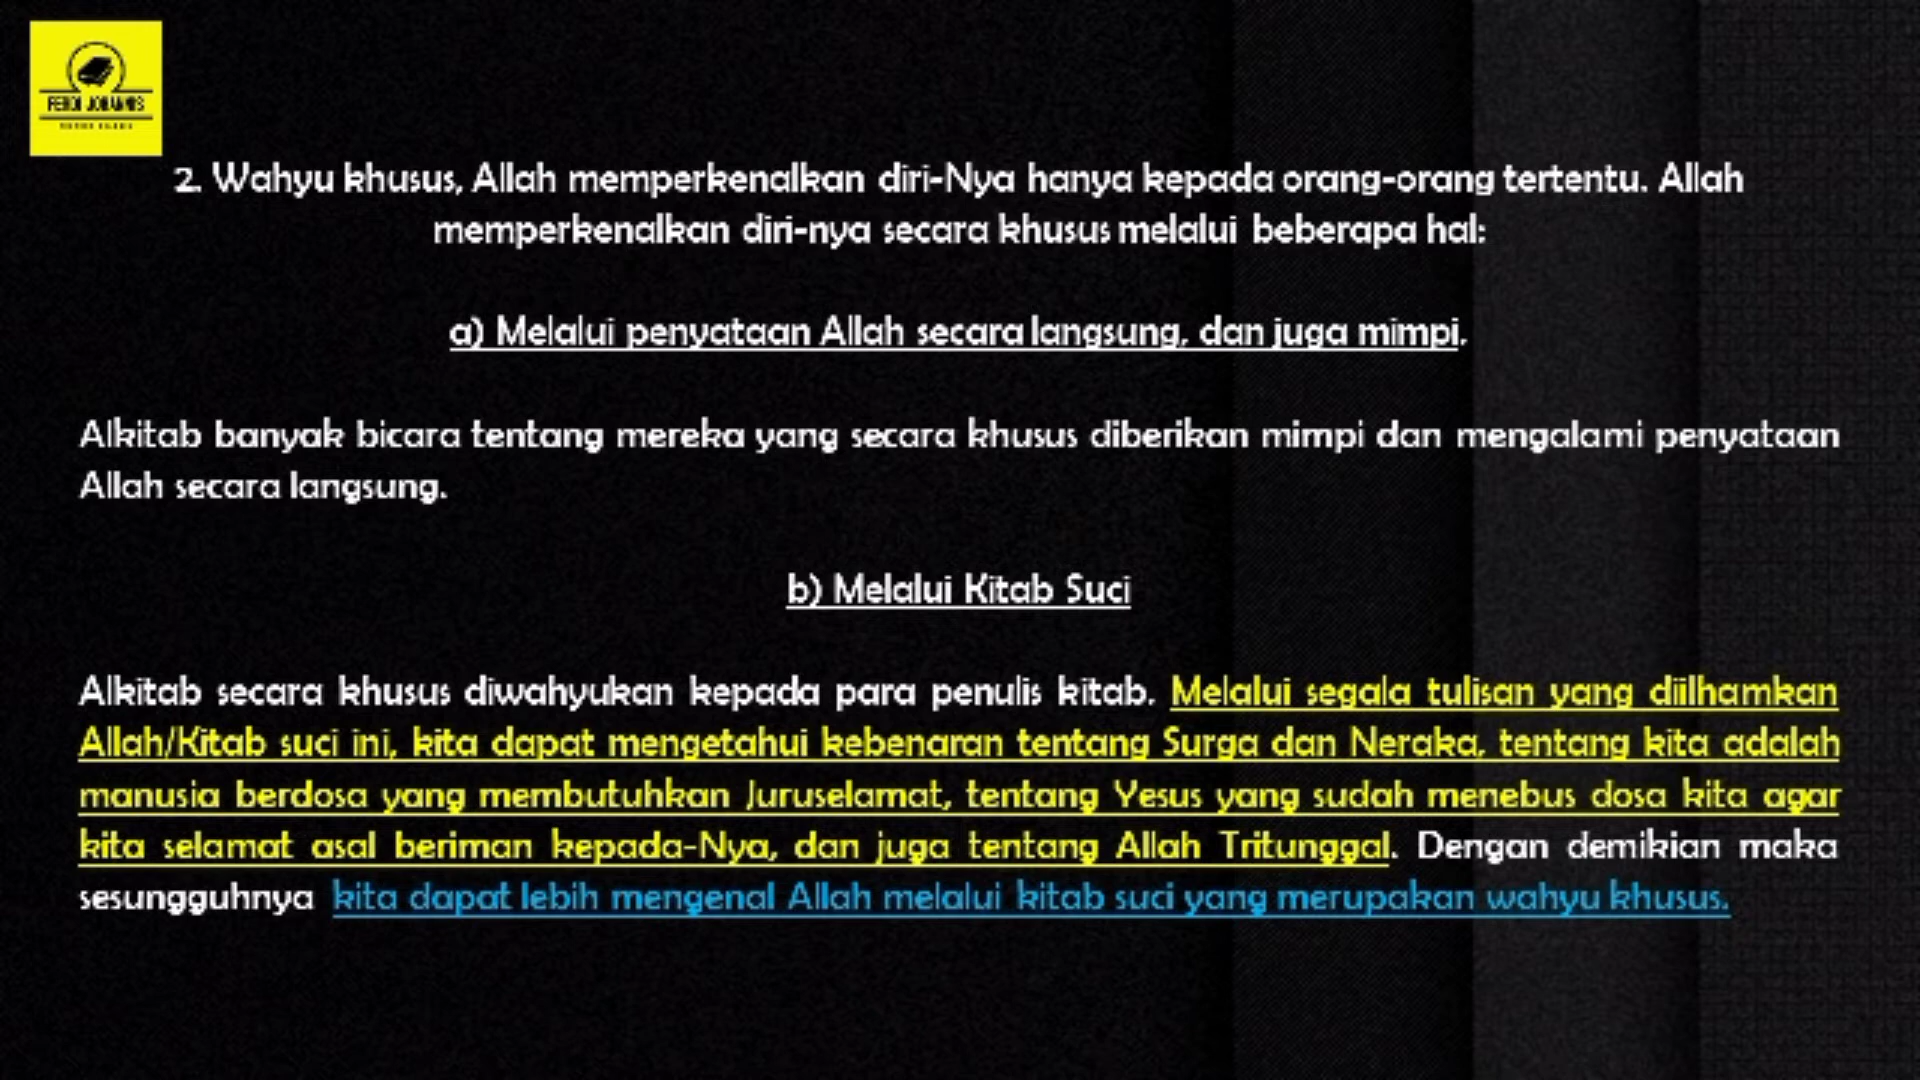 FERDI JOHANNIS
2. Wahyu khusus, Allah memperkenalkan diri-Nya hanya kepada orang-orang tertentu. Allah
memperkenalkan diri-nya secara khusus melalui beberapa hal:
a) Melalui penyataan Allah secara langsung, dan juga mimpi.
Alkitab banyak bicara tentang mereka yang secara khusus diberikan mimpi dan mengalami penyataan
Allah secara langsung.
b) Melalui Kitab Suci
Alkitab secara khusus diwahyukan kepada para penulis kitab. Melalui segala tulisan yang diilhamkan
Allah/Kitab suci ini, kita dapat mengetahui kebenaran tentang Surga dan Neraka, tentang kita adalah
manusia berdosa yang membutuhkan Juruselamat, tentang Yesus yang sudah menebus dosa kita agar
kita selamat asal beriman kepada-Nya, dan juga tentang Allah Tritunggal. Dengan demikian maka
sesungguhnya kita dapat lebih mengenal Allah melalui kitab suci yang merupakan wahyu khusus.